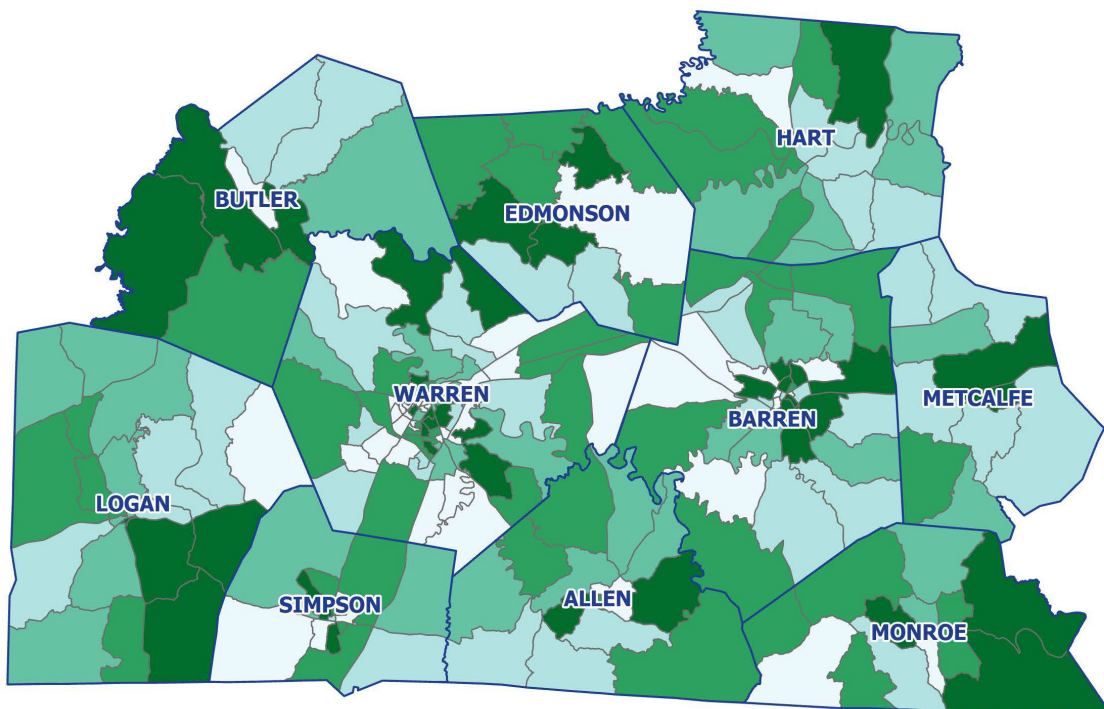 HART
BUTLER
EDMONSON
WARREN
METCALFE
BARREN
LOGAN
SIMPSON
ALLEN
MONROE